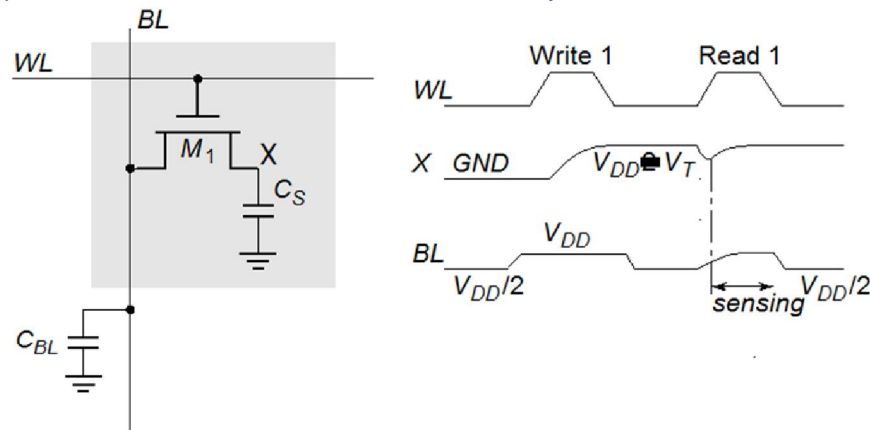 BL
WL
M1
X
CS
CBL
Write 1
Read 1
WL
X
GND
VDD
VT
BL
VDD
VDD/2
sensing
VDD/2